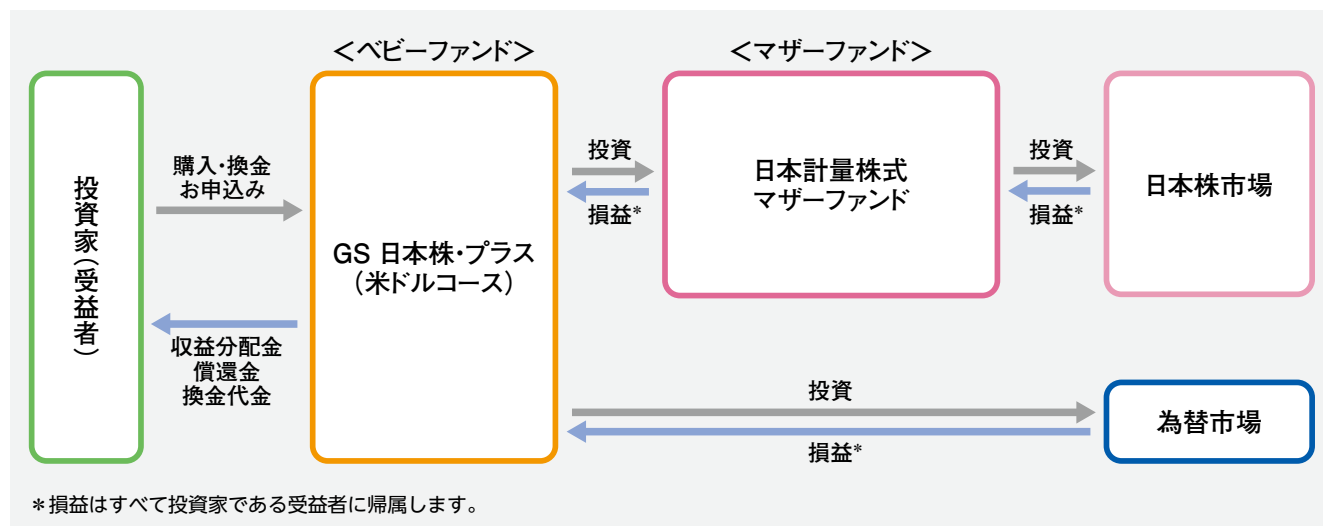 <ベビーファンド>
<マザーファンド>
投資家(受益者)
購入・換金
お申込み
収益分配金
償還金
換金代金
GS 日本株・プラス
(米ドルコース)
投資
損益*
日本計量株式
マザーファンド
投資
損益*
日本株市場
投資
損益*
為替市場
*損益はすべて投資家である受益者に帰属します。